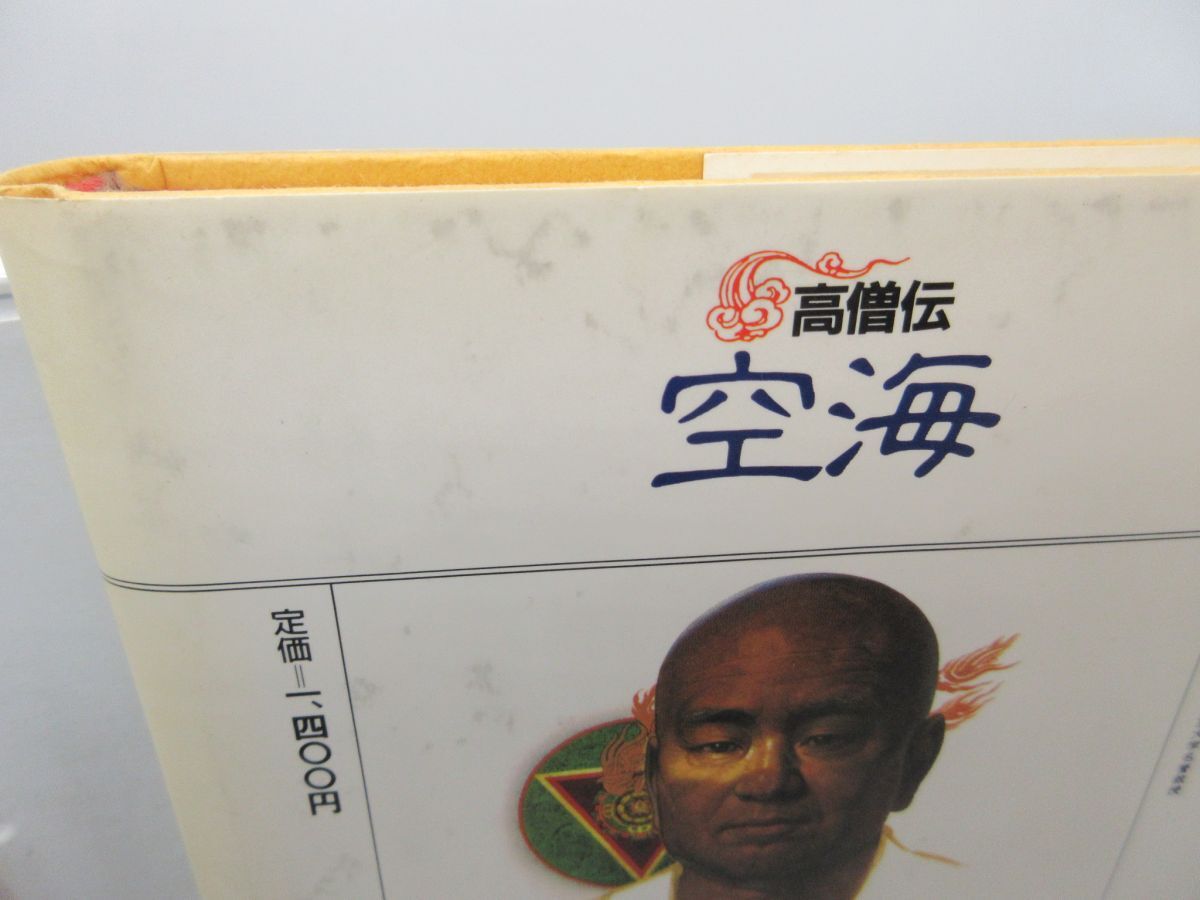 高僧伝
空海
定価=一、四〇〇円